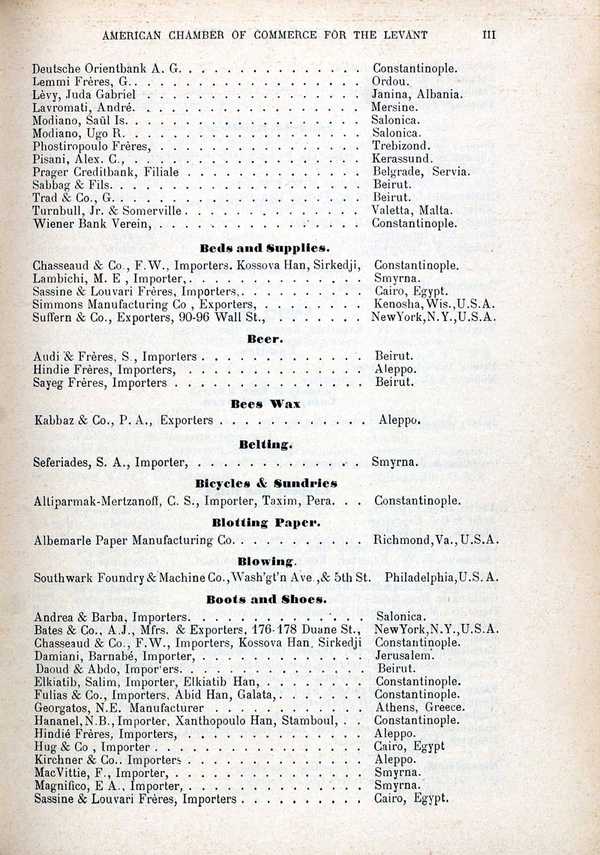 AMERICAN CHAMBER OF COMMERCE FOR THE LEVANT III
Deutsche Orientbank A. G. . . . . . . . . . . . . . . Constantinople.
Lemmi Frères, G. . . . . . . . . . . . . . . . . . Ordou.
Lèvy, Juda Gabriel . . . . . . . . . . . . . . . . Janina, Albania.
Lavromati, André. . . . . . . . . . . . . . . . . Mersine.
Modiano, Saül Is. . . . . . . . . . . . . . . . . . Salonica.
Modiano, Ugo R. . . . . . . . . . . . . . . . . . Salonica.
Phostiropoulo Frères, . . . . . . . . . . . . . . . Trebizond.
Pisani, Alex. C., . . . . . . . . . . . . . . . . . Kerassund.
Prager Creditbank, Filiale . . . . . . . . . . . . . Belgrade, Servia.
Sabbag & Fils. . . . . . . . . . . . . . . . . . . Beirut.
Trad & Co., G. . . . . . . . . . . . . . . . . . . Beirut.
Turnbull, Jr. & Somerville . . . . . . . . . . . . . Valetta, Malta.
Wiener Bank Verein, . . . . . . . . . . . . . . . Constantinople.
Beds and Supplies.
Chasseaud & Co., F.W., Importers. Kossova Han, Sirkedji, Constantinople.
Lambichi, M. E , Importer, . . . . . . . . . . . . . Smyrna.
Sassine & Louvari Frères, Importers, . . . . . . . . . Cairo, Egypt.
Simmons Manufacturing Co , Exporters, . . . . . . . . Kenosha, Wis., U.S.A.
Suffern & Co., Exporters, 90-96 Wall St., . . . . . . . NewYork, N.Y., U.S.A.
Beer.
Audi & Frères, S., Importers . . . . . . . . . . . . Beirut.
Hindie Frères, Importers, . . . . . . . . . . . . . Aleppo.
Sayeg Frères, Importers . . . . . . . . . . . . . . Beirut.
Bees Wax
Kabbaz & Co., P. A., Exporters . . . . . . . . . . . . Aleppo.
Belting.
Seferiades, S. A., Importer, . . . . . . . . . . . . . Smyrna.
Bicycles & Sundries
Altiparmak-Mertzanoff, C. S., Importer, Taxim, Pera. . . Constantinople.
Blotting Paper.
Albemarle Paper Manufacturing Co. . . . . . . . . . . Richmond, Va., U.S.A.
Blowing.
Southwark Foundry & Machine Co., Wash'gt'n Ave., & 5th St. Philadelphia, U.S.A.
Boots and Shoes.
Andrea & Barba, Importers. . . . . . . . . . . . . . Salonica.
Bates & Co., A.J., Mfrs. & Exporters, 176-178 Duane St., NewYork, N.Y., U.S.A.
Chasseaud & Co., F.W., Importers, Kossova Han, Sirkedji Constantinople.
Damiani, Barnabé, Importer, . . . . . . . . . . . . . Jerusalem.
Daoud & Abdo, Importers. . . . . . . . . . . . . . Beirut.
Elkiatib, Salim, Importer, Elkiatib Han, . . . . . . . . Constantinople.
Fulias & Co., Importers, Abid Han, Galata, . . . . . . . Constantinople.
Georgatos, N.E. Manufacturer . . . . . . . . . . . Athens, Greece.
Hananel, N.B., Importer, Xanthopoulo Han, Stamboul, . . Constantinople.
Hindié Frères, Importers, . . . . . . . . . . . . . Aleppo.
Hug & Co , Importer . . . . . . . . . . . . . . . . Cairo, Egypt
Kirchner & Co.. Importers . . . . . . . . . . . . . Aleppo.
MacVittie, F., Importer, . . . . . . . . . . . . . . Smyrna.
Magnifico, E A., Importer, . . . . . . . . . . . . . Smyrna.
Sassine & Louvari Frères, Importers . . . . . . . . . Cairo, Egypt.